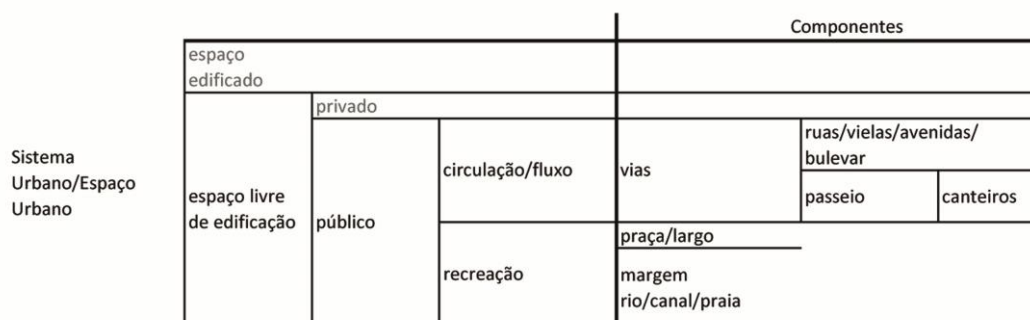 Componentes
espaço
edificado
privado
Sistema
Urbano/Espaço
Urbano
espaço livre
de edificação
público
circulação/fluxo
vias
ruas/vielas/avenidas/
bulevar
passeio
canteiros
recreação
praça/largo
margem
rio/canal/praia